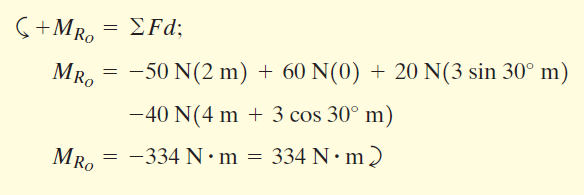 ↺+M_{R_O} = ΣFd;
M_{R_O} = −50 N(2 m) + 60 N(0) + 20 N(3 sin 30° m)
−40 N(4 m + 3 cos 30° m)
M_{R_O} = −334 N·m = 334 N·m ⤸